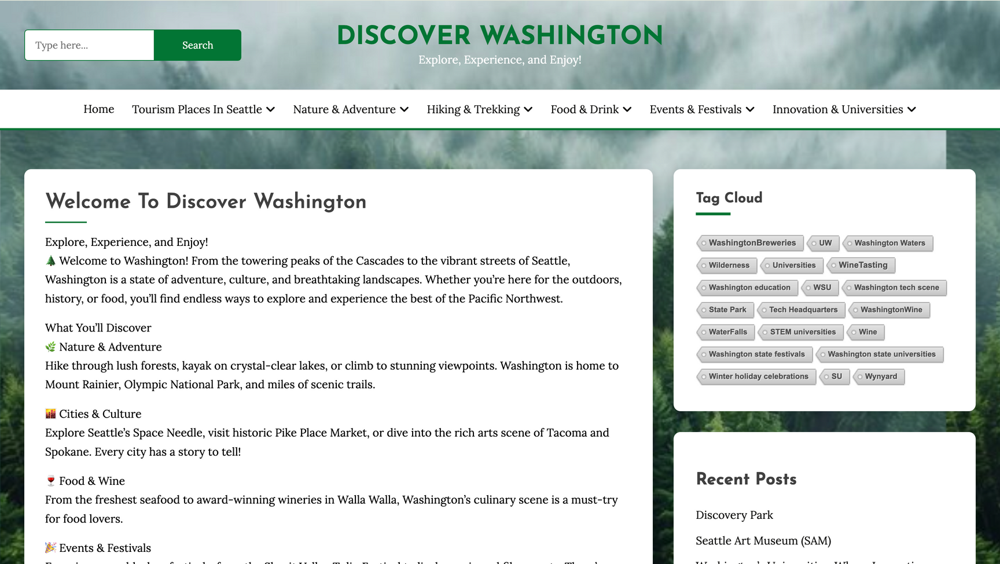 Type here...
Search
DISCOVER WASHINGTON
Explore, Experience, and Enjoy!
Home
Tourism Places In Seattle
Nature & Adventure
Hiking & Trekking
Food & Drink
Events & Festivals
Innovation & Universities
Welcome To Discover Washington
Explore, Experience, and Enjoy!
🌲 Welcome to Washington! From the towering peaks of the Cascades to the vibrant streets of Seattle,
Washington is a state of adventure, culture, and breathtaking landscapes. Whether you’re here for the outdoors,
history, or food, you’ll find endless ways to explore and experience the best of the Pacific Northwest.
What You’ll Discover
🌿 Nature & Adventure
Hike through lush forests, kayak on crystal-clear lakes, or climb to stunning viewpoints. Washington is home to
Mount Rainier, Olympic National Park, and miles of scenic trails.
🌇 Cities & Culture
Explore Seattle’s Space Needle, visit historic Pike Place Market, or dive into the rich arts scene of Tacoma and
Spokane. Every city has a story to tell!
🍷 Food & Wine
From the freshest seafood to award-winning wineries in Walla Walla, Washington’s culinary scene is a must-try
for food lovers.
🎉 Events & Festivals
Tag Cloud
WashingtonBreweries UW Washington Waters
Wilderness Universities WineTasting
Washington education WSU Washington tech scene
State Park Tech Headquarters WashingtonWine
WaterFalls STEM universities Wine
Washington state festivals Washington state universities
Winter holiday celebrations SU Wynyard
Recent Posts
Discovery Park
Seattle Art Museum (SAM)